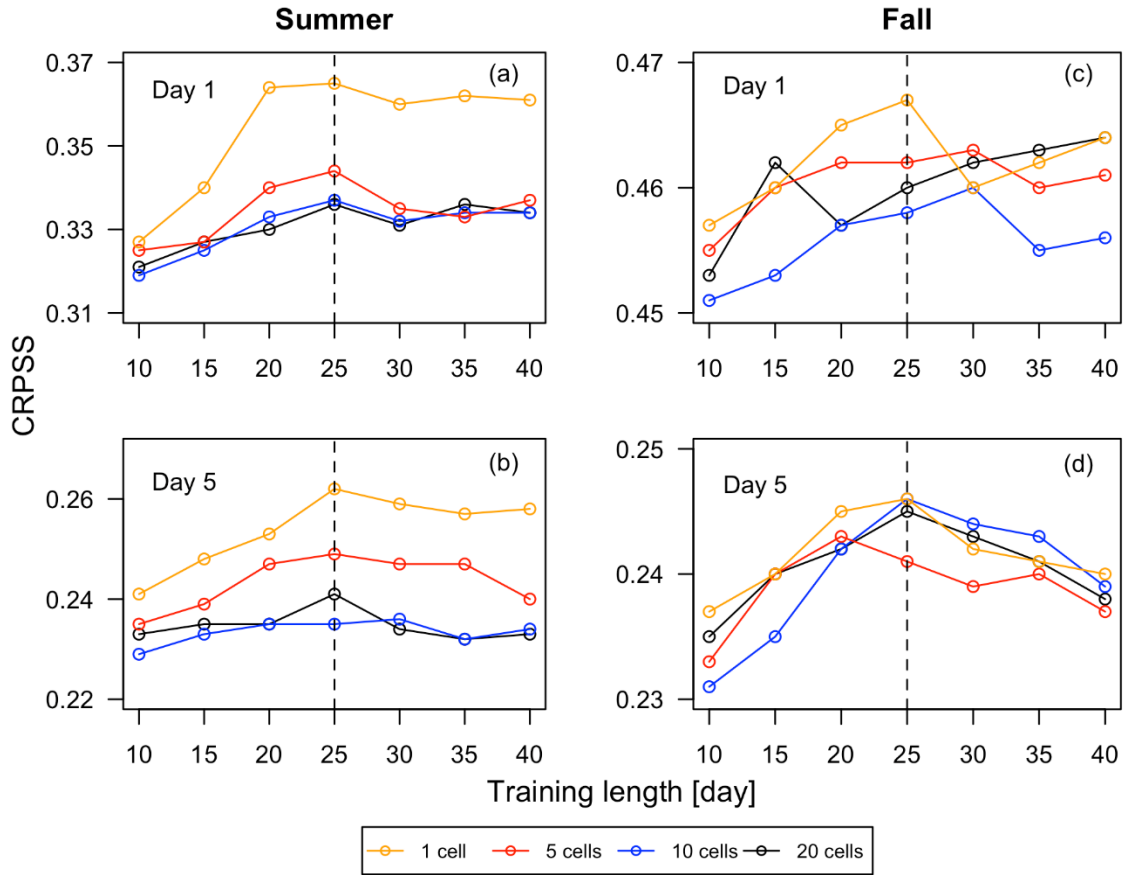 Summer
Fall
0.37
0.35
0.33
0.31
Day 1
(a)
10 15 20 25 30 35 40
0.47
0.46
0.45
Day 1
(c)
10 15 20 25 30 35 40
CRPSS
0.26
0.24
0.22
Day 5
(b)
10 15 20 25 30 35 40
0.25
0.24
0.23
Day 5
(d)
10 15 20 25 30 35 40
Training length [day]
1 cell 5 cells 10 cells 20 cells